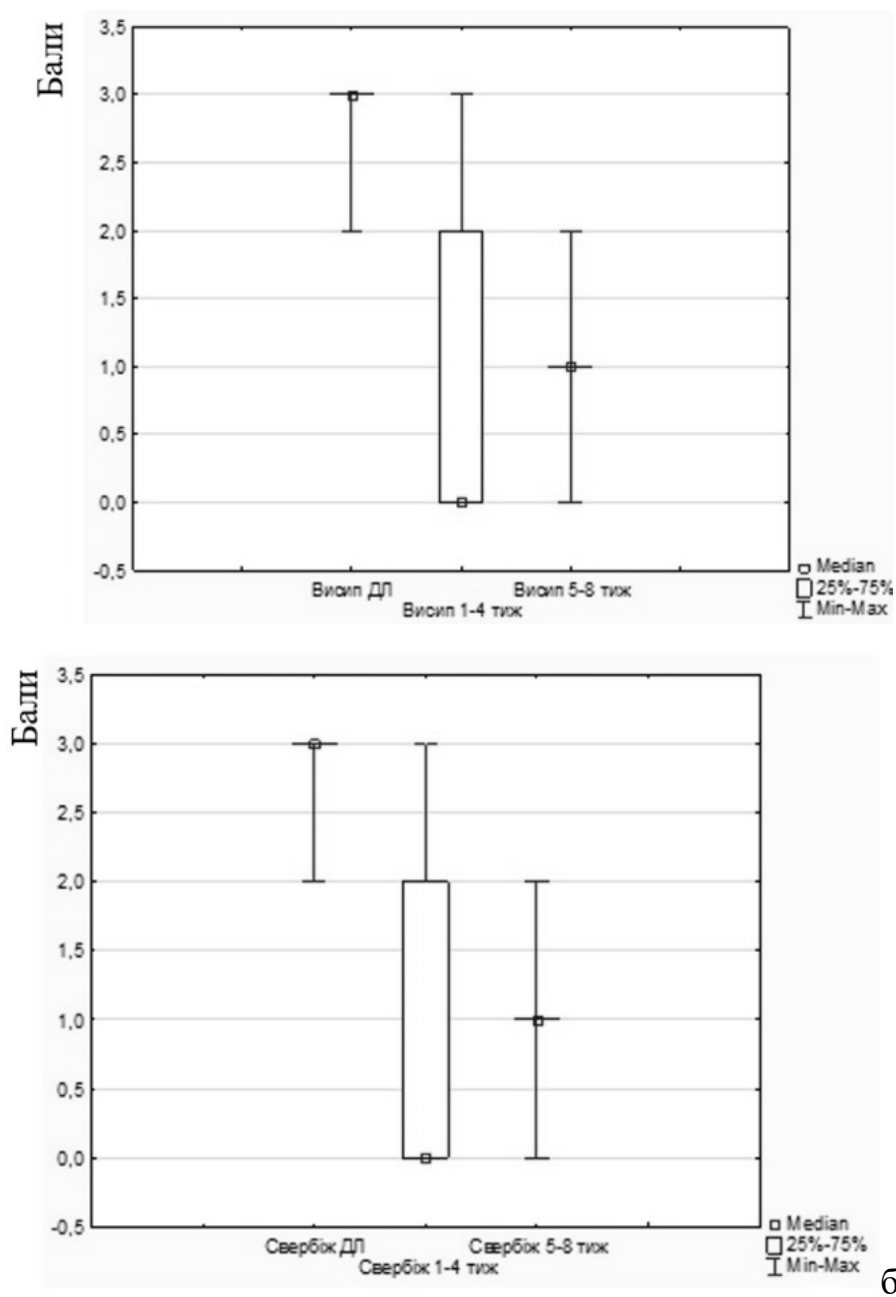 Бали
3,5
3,0
2,5
2,0
1,5
1,0
0,5
0,0
-0,5
Висип ДЛ
Висип 5-8 тиж
Висип 1-4 тиж
Median
25%-75%
Min-Max
Бали
3,5
3,0
2,5
2,0
1,5
1,0
0,5
0,0
-0,5
Свербіж ДЛ
Свербіж 5-8 тиж
Свербіж 1-4 тиж
Median
25%-75%
Min-Max
б